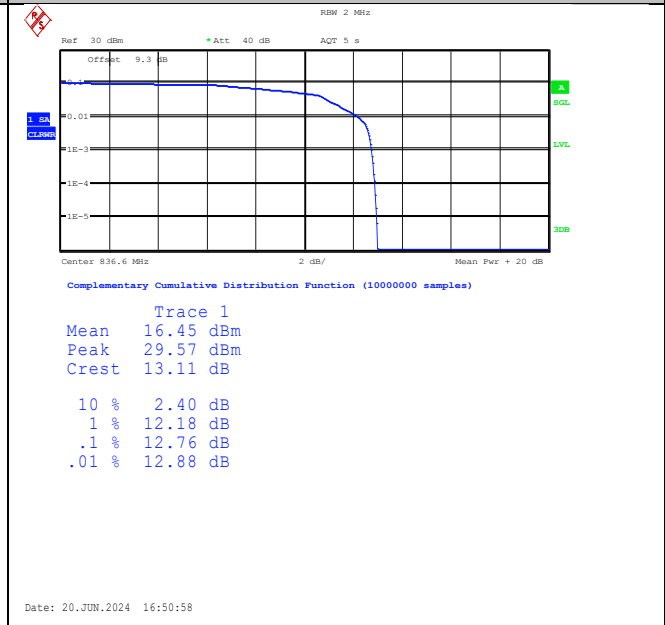 R S
RBW 2 MHz
Ref 30 dBm * Att 40 dB AQT 5 s
Offset 9.3 dB
0.1
A
SGL
0.01
1 SA
CLRWR
1E-3
LVL
1E-4
1E-5
3DB
Center 836.6 MHz 2 dB/ Mean Pwr + 20 dB
Complementary Cumulative Distribution Function (10000000 samples)
Trace 1
Mean 16.45 dBm
Peak 29.57 dBm
Crest 13.11 dB
10 % 2.40 dB
1 % 12.18 dB
.1 % 12.76 dB
.01 % 12.88 dB
Date: 20.JUN.2024 16:50:58